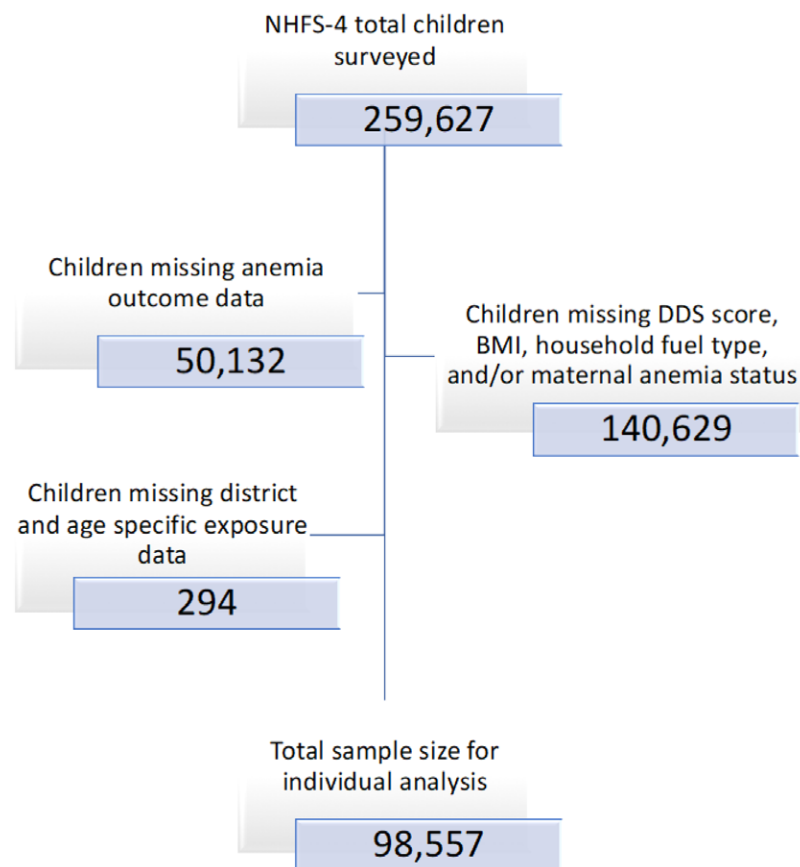 NHFS-4 total children
surveyed
259,627
Children missing anemia
outcome data
50,132
Children missing DDS score,
BMI, household fuel type,
and/or maternal anemia status
140,629
Children missing district
and age specific exposure
data
294
Total sample size for
individual analysis
98,557